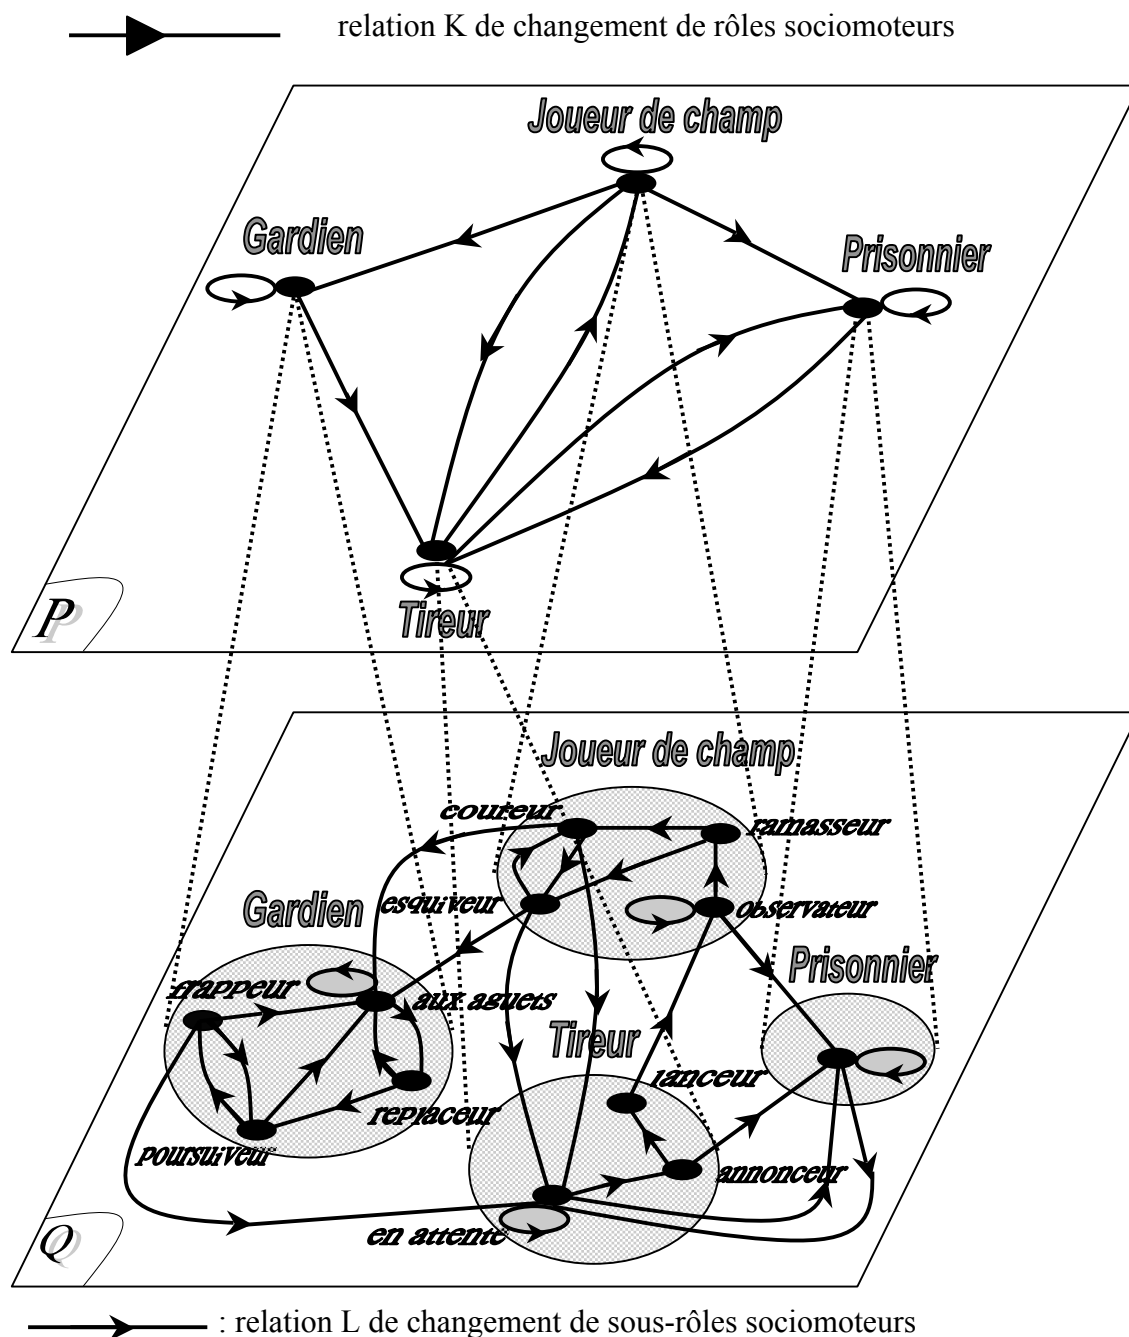 relation K de changement de rôles sociomoteurs
Joueur de champ
Gardien
Prisonnier
Tireur
P
Joueur de champ
coureur
ramasseur
esquiveur
observateur
Gardien
Prisonnier
frappeur
aux aguets
Tireur
lanceur
replaceur
poursuiveur
annonceur
en attente
Q
: relation L de changement de sous-rôles sociomoteurs